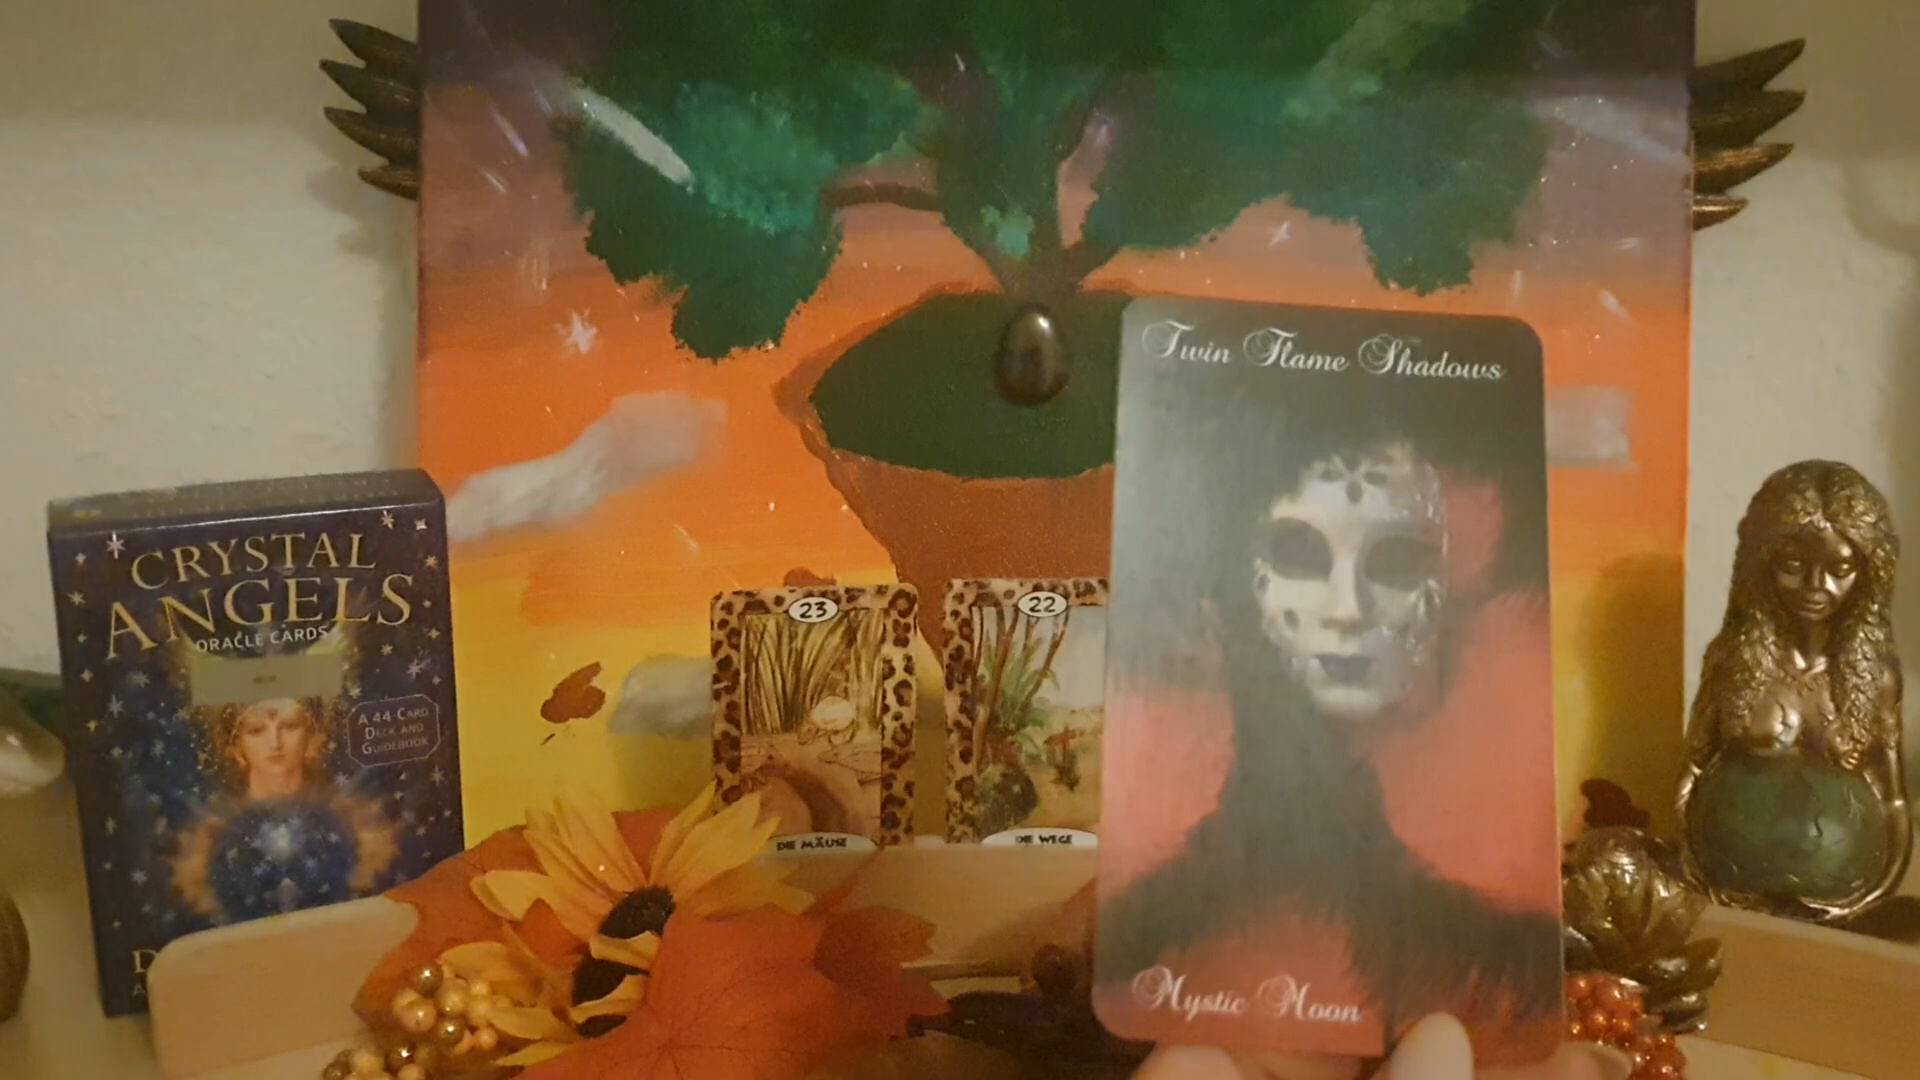 CRYSTAL
ANGELS
ORACLE CARDS
A 44-CARD
DECK AND
GUIDEBOOK
23
DIE MÄUSE
22
DIE WEGE
Twin Flame Shadows
Mystic Moon